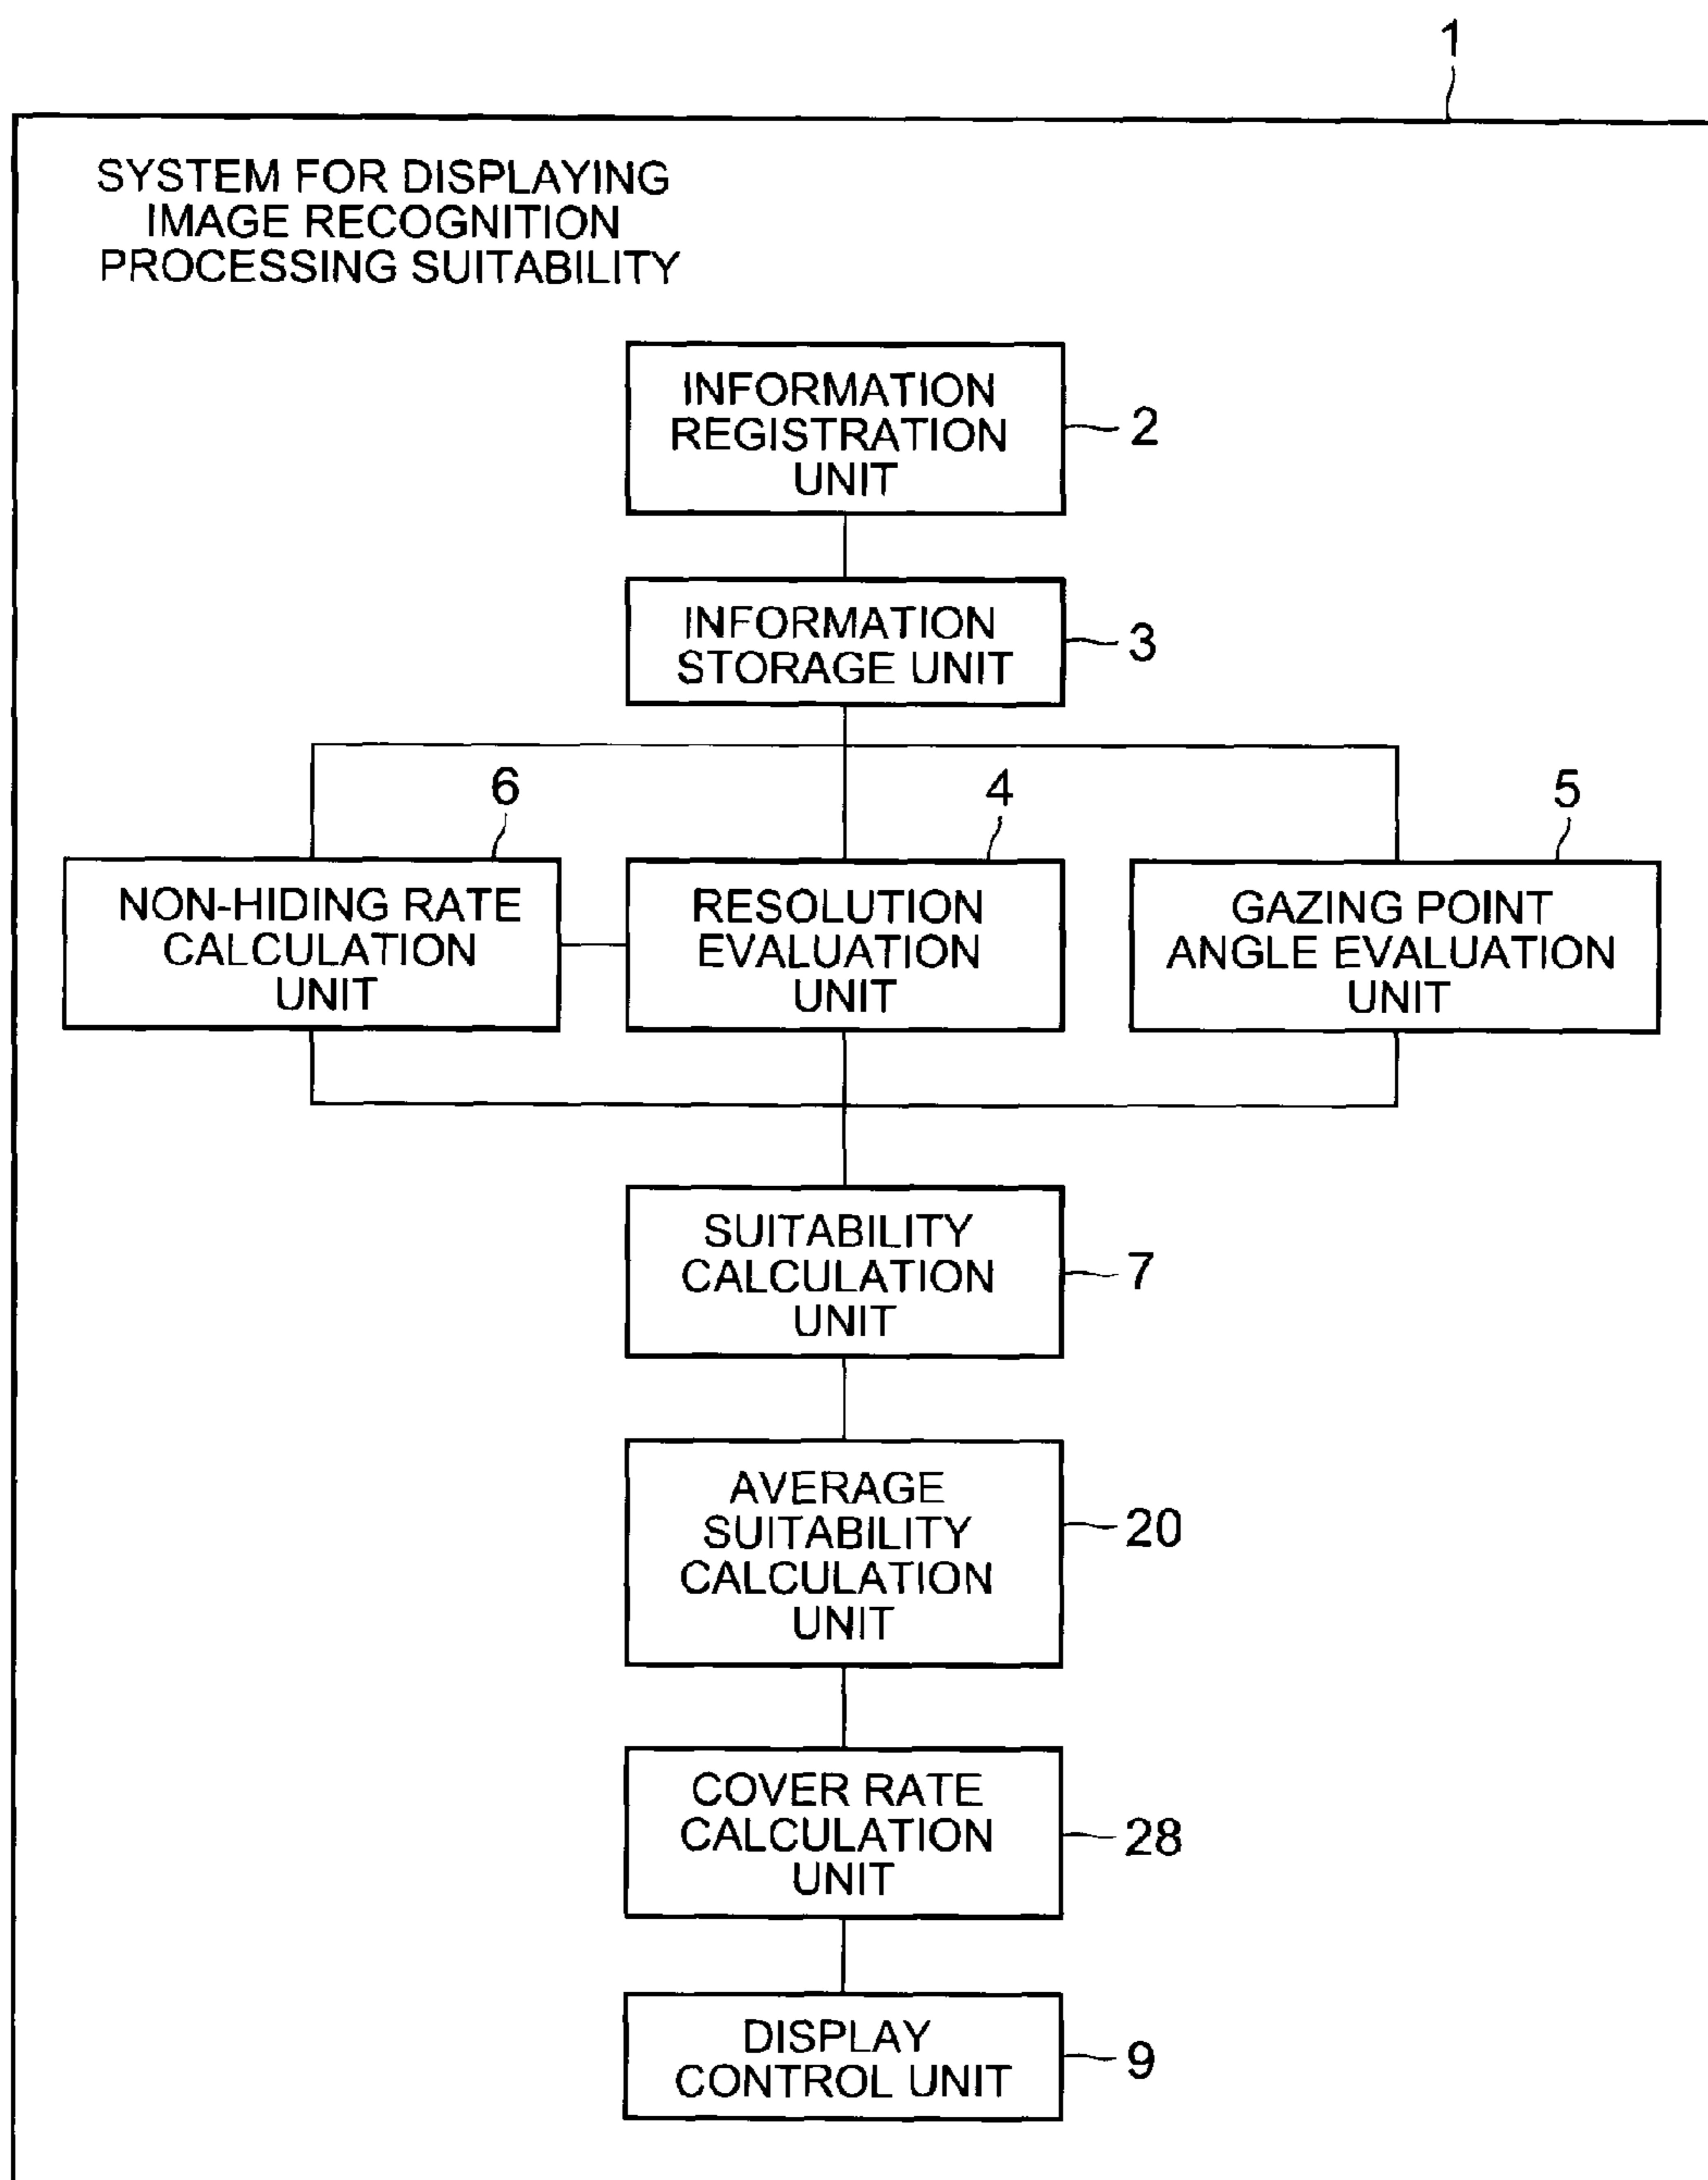 1
SYSTEM FOR DISPLAYING
IMAGE RECOGNITION
PROCESSING SUITABILITY
INFORMATION
REGISTRATION
UNIT
2
INFORMATION
STORAGE UNIT
3
6
NON-HIDING RATE
CALCULATION
UNIT
4
RESOLUTION
EVALUATION
UNIT
5
GAZING POINT
ANGLE EVALUATION
UNIT
SUITABILITY
CALCULATION
UNIT
7
AVERAGE
SUITABILITY
CALCULATION
UNIT
20
COVER RATE
CALCULATION
UNIT
28
DISPLAY
CONTROL UNIT
9